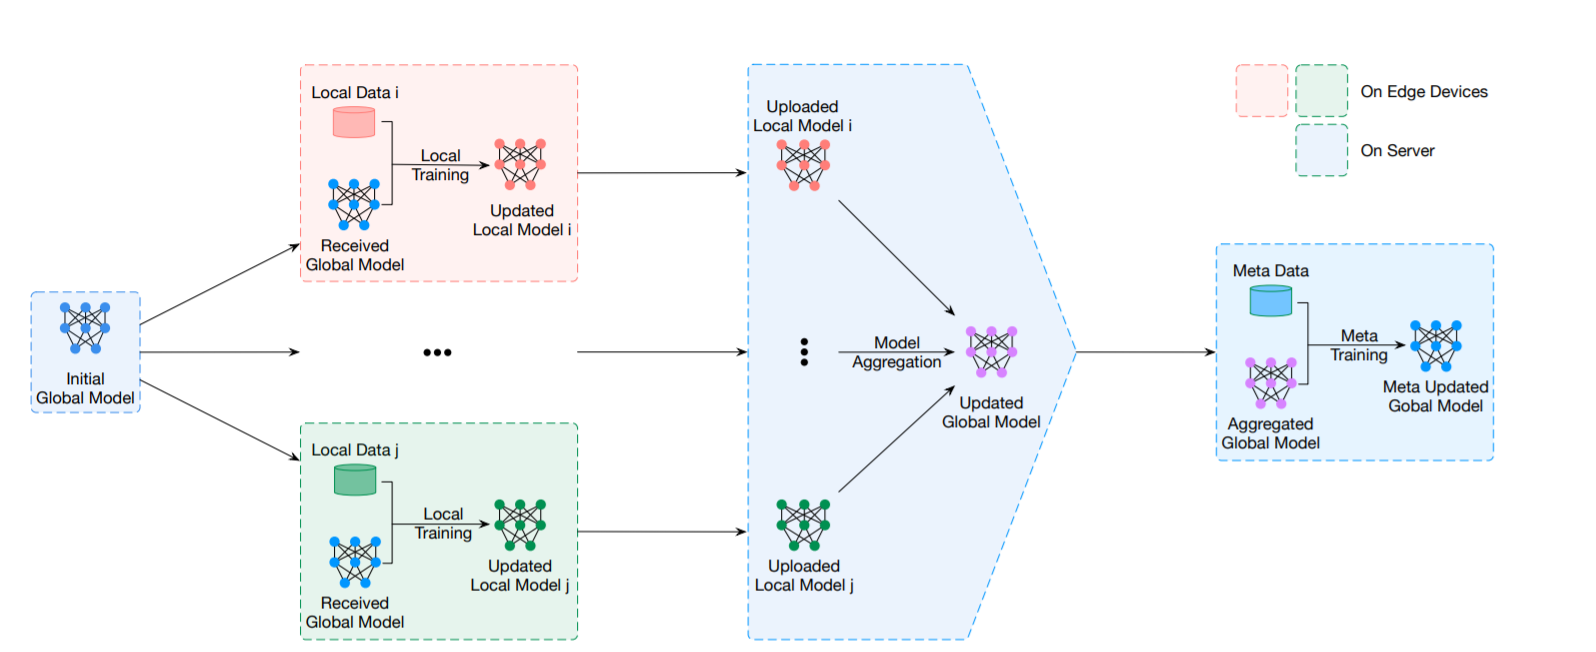 Initial
Global Model
Local Data i
Received
Global Model
Local
Training
Updated
Local Model i
Local Data j
Received
Global Model
Local
Training
Updated
Local Model j
Uploaded
Local Model i
Model
Aggregation
Updated
Global Model
Uploaded
Local Model j
On Edge Devices
On Server
Meta Data
Aggregated
Global Model
Meta
Training
Meta Updated
Gobal Model